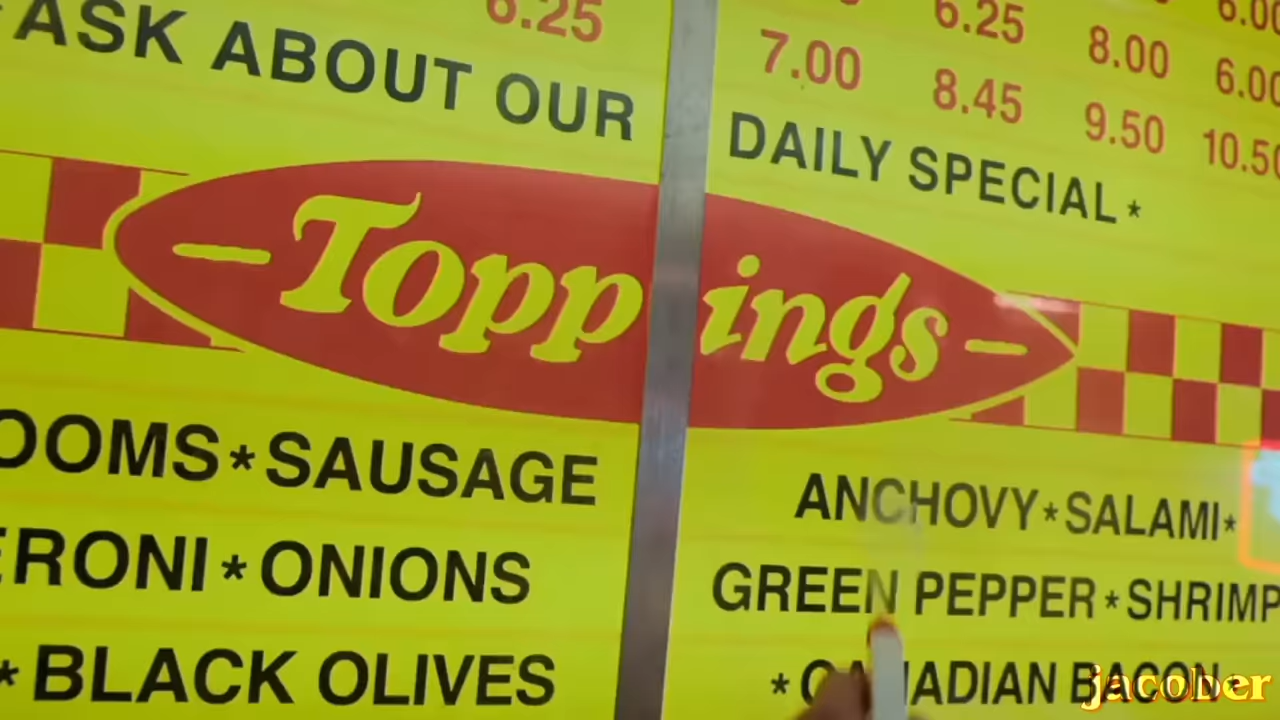 6.25 6.25 8.00 6.00
7.00 8.45 9.50 10.50
ASK ABOUT OUR DAILY SPECIAL*
-Toppings-
OOMS*SAUSAGE ANCHOVY*SALAMI*
ERONI*ONIONS GREEN PEPPER*SHRIMP
*BLACK OLIVES *CANADIAN BACON*
jacober